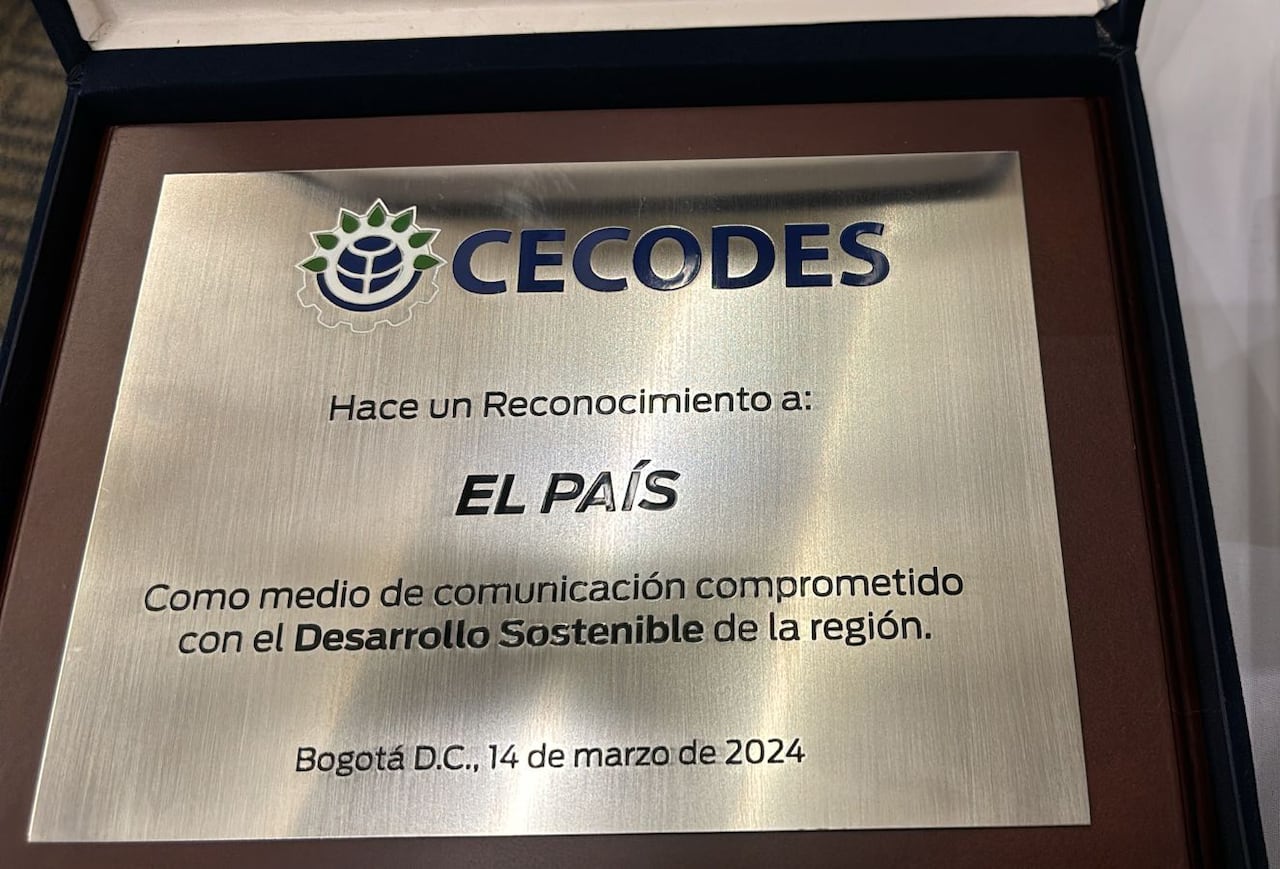 CECODES
Hace un Reconocimiento a:
EL PAÍS
Como medio de comunicación comprometido
con el Desarrollo Sostenible de la región.
Bogotá D.C., 14 de marzo de 2024